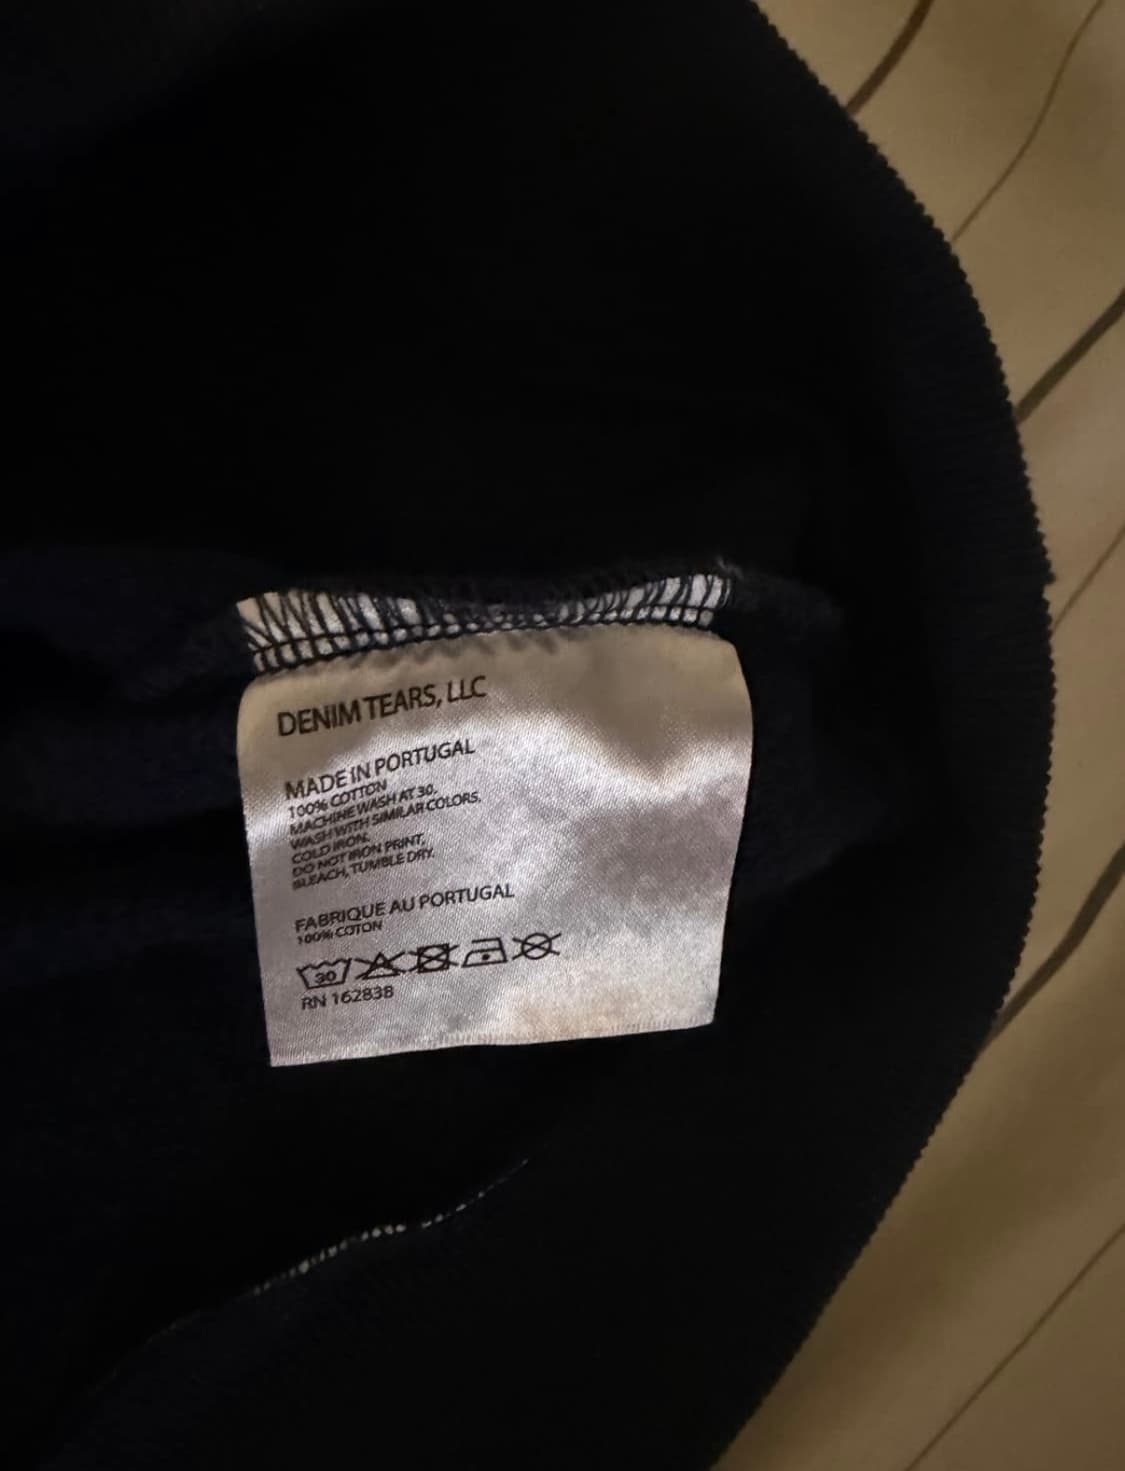 DENIM TEARS, LLC
MADE IN PORTUGAL
100% COTTON
MACHINE WASH AT 30.
WASH WITH SIMILAR COLORS.
COLD IRON.
DO NOT IRON PRINT,
BLEACH, TUMBLE DRY.
FABRIQUE AU PORTUGAL
100% COTON
30
RN 162838